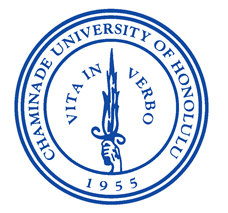 CHAMINADE UNIVERSITY OF HONOLULU
VITA IN VERBO
1955